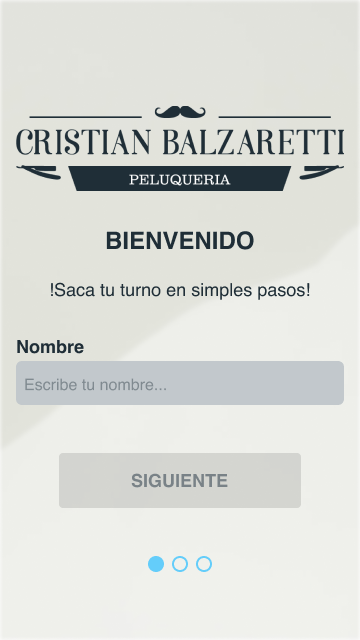 CRISTIAN BALZARETTI
PELUQUERIA
BIENVENIDO
!Saca tu turno en simples pasos!
Nombre
Escribe tu nombre...
SIGUIENTE